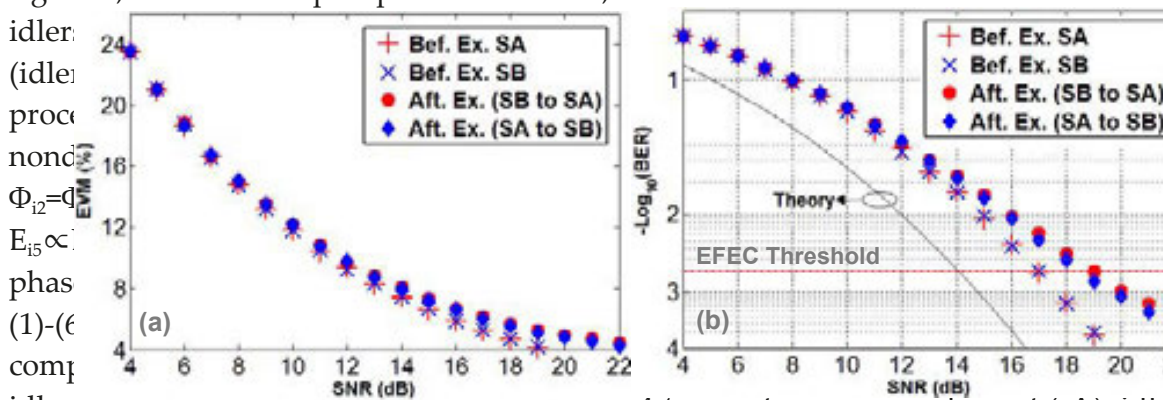 idlers
(idler
proce
nond
Φi2=Φ
Ei5∝
phase
(1)-(6
comp
24
20
16
12
8
4
EVM (%)
Bef. Ex. SA
Bef. Ex. SB
Aft. Ex. (SB to SA)
Aft. Ex. (SA to SB)
(a)
4 6 8 10 12 14 16 18 20 22
SNR (dB)
1
2
3
4
-Log10(BER)
Bef. Ex. SA
Bef. Ex. SB
Aft. Ex. (SB to SA)
Aft. Ex. (SA to SB)
Theory
EFEC Threshold
(b)
4 6 8 10 12 14 16 18 20
SNR (dB)